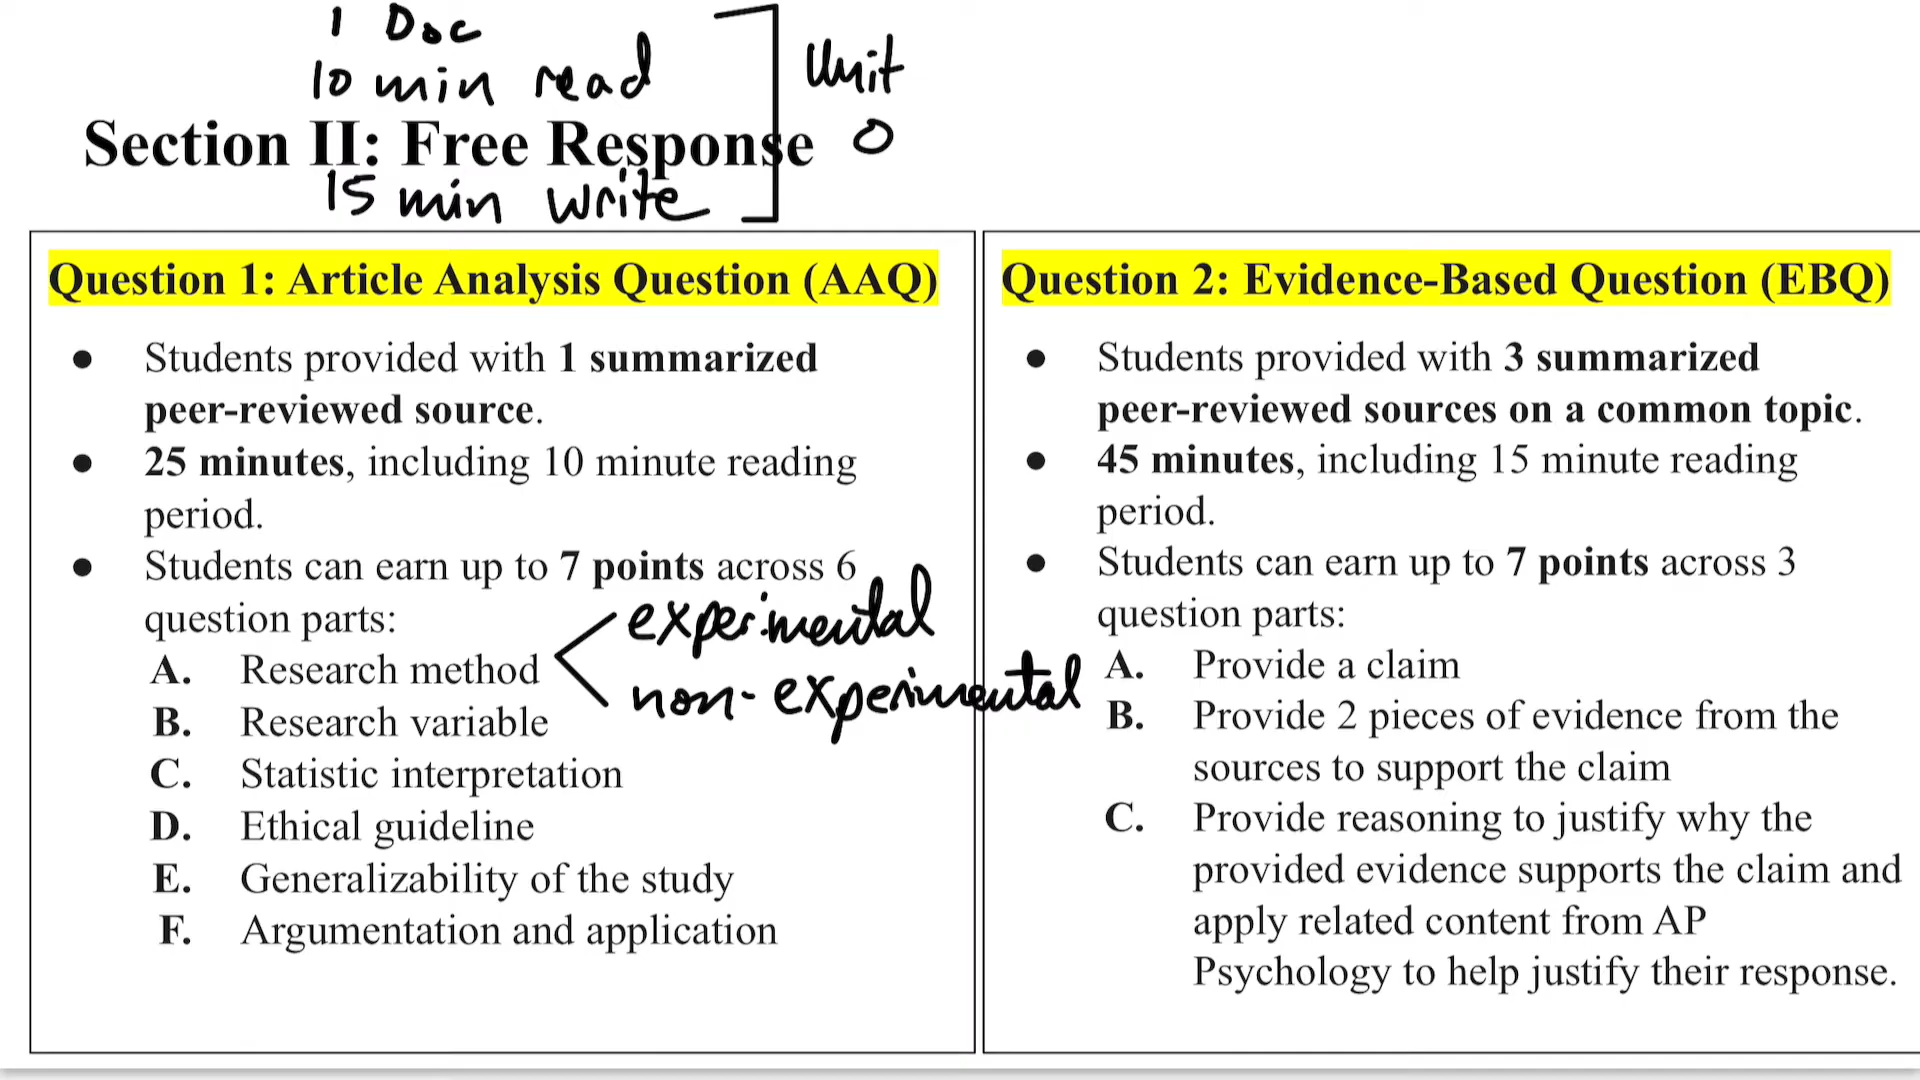 1 Doc
10 min read
Unit
0
Section II: Free Response
15 min write
Question 1: Article Analysis Question (AAQ)
● Students provided with 1 summarized
peer-reviewed source.
● 25 minutes, including 10 minute reading
period.
● Students can earn up to 7 points across 6
question parts:
experimental
A. Research method
non-experimental
B. Research variable
C. Statistic interpretation
D. Ethical guideline
E. Generalizability of the study
F. Argumentation and application
Question 2: Evidence-Based Question (EBQ)
● Students provided with 3 summarized
peer-reviewed sources on a common topic.
● 45 minutes, including 15 minute reading
period.
● Students can earn up to 7 points across 3
question parts:
A. Provide a claim
B. Provide 2 pieces of evidence from the
sources to support the claim
C. Provide reasoning to justify why the
provided evidence supports the claim and
apply related content from AP
Psychology to help justify their response.